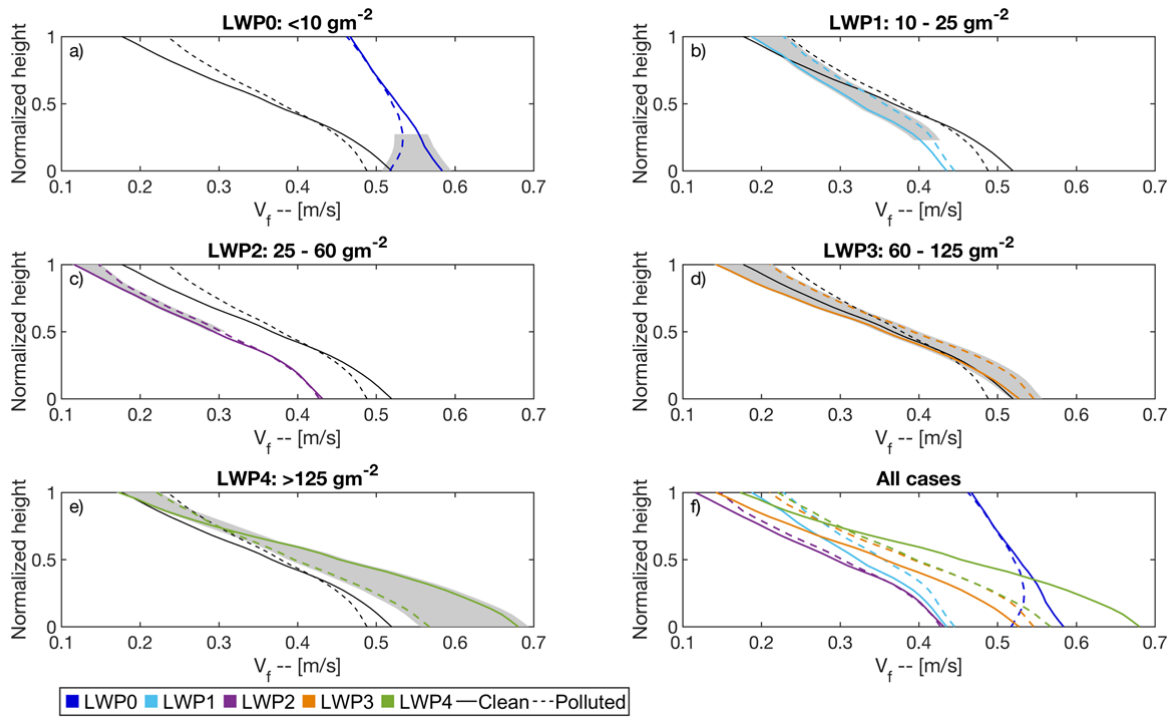 LWP0: <10 gm-2
a)
Normalized height
1
0.5
0
0.1 0.2 0.3 0.4 0.5 0.6 0.7
Vf -- [m/s]
LWP1: 10 - 25 gm-2
b)
Normalized height
1
0.5
0
0.1 0.2 0.3 0.4 0.5 0.6 0.7
Vf -- [m/s]
LWP2: 25 - 60 gm-2
c)
Normalized height
1
0.5
0
0.1 0.2 0.3 0.4 0.5 0.6 0.7
Vf -- [m/s]
LWP3: 60 - 125 gm-2
d)
Normalized height
1
0.5
0
0.1 0.2 0.3 0.4 0.5 0.6 0.7
Vf -- [m/s]
LWP4: >125 gm-2
e)
Normalized height
1
0.5
0
0.1 0.2 0.3 0.4 0.5 0.6 0.7
Vf -- [m/s]
All cases
f)
Normalized height
1
0.5
0
0.1 0.2 0.3 0.4 0.5 0.6 0.7
Vf -- [m/s]
LWP0 LWP1 LWP2 LWP3 LWP4 Clean Polluted